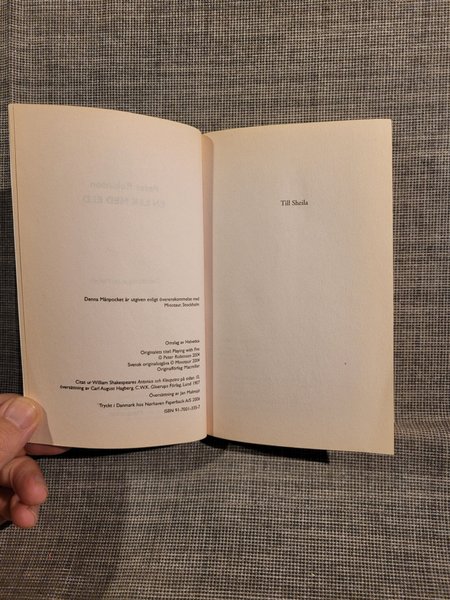 Denna Månpocket är utgiven enligt överenskommelse med
Minotaur, Stockholm
Omslag av Helvetica
Originalets titel: Playing with Fire
© Peter Robinson 2004
Svensk originalutgåva © Minotaur 2004
Originalförlag Macmillan
Citat ur William Shakespeares Antonius och Kleopatra på sidan 10,
översättning av Carl August Hagberg, C.W.K. Gleerups Förlag, Lund 1927
Översättning av Jan Malmsjö
Tryckt i Danmark hos Nørhaven Paperback A/S 2006
ISBN 91-7001-335-7
Till Sheila